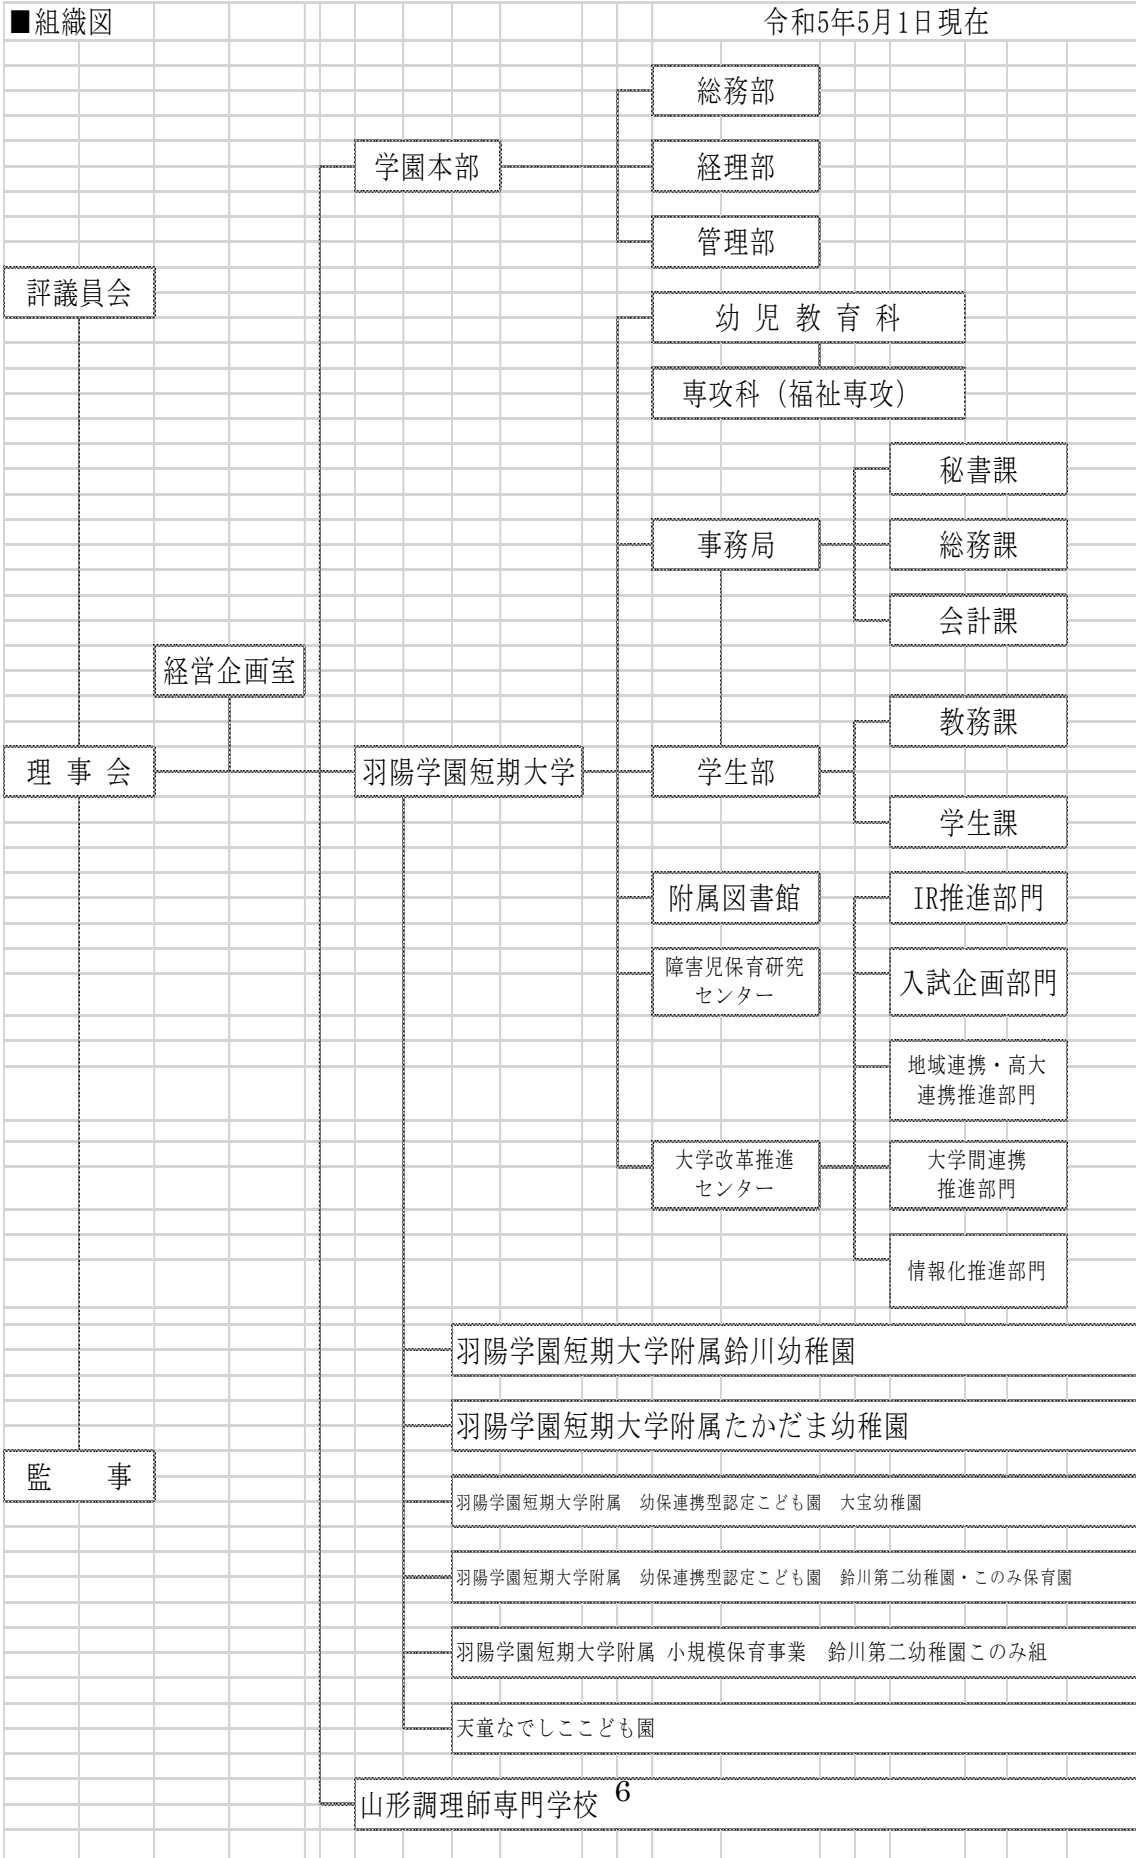 ■組織図
令和5年5月1日現在
総務部
学園本部
経理部
管理部
評議員会
幼児教育科
専攻科（福祉専攻）
秘書課
事務局
総務課
会計課
経営企画室
教務課
理事会
羽陽学園短期大学
学生部
学生課
附属図書館
IR推進部門
障害児保育研究
センター
入試企画部門
地域連携・高大
連携推進部門
大学改革推進
センター
大学間連携
推進部門
情報化推進部門
羽陽学園短期大学附属鈴川幼稚園
羽陽学園短期大学附属たかだま幼稚園
監　事
羽陽学園短期大学附属　幼保連携型認定こども園　大宝幼稚園
羽陽学園短期大学附属　幼保連携型認定こども園　鈴川第二幼稚園・このみ保育園
羽陽学園短期大学附属 小規模保育事業　鈴川第二幼稚園このみ組
天童なでしここども園
山形調理師専門学校
6